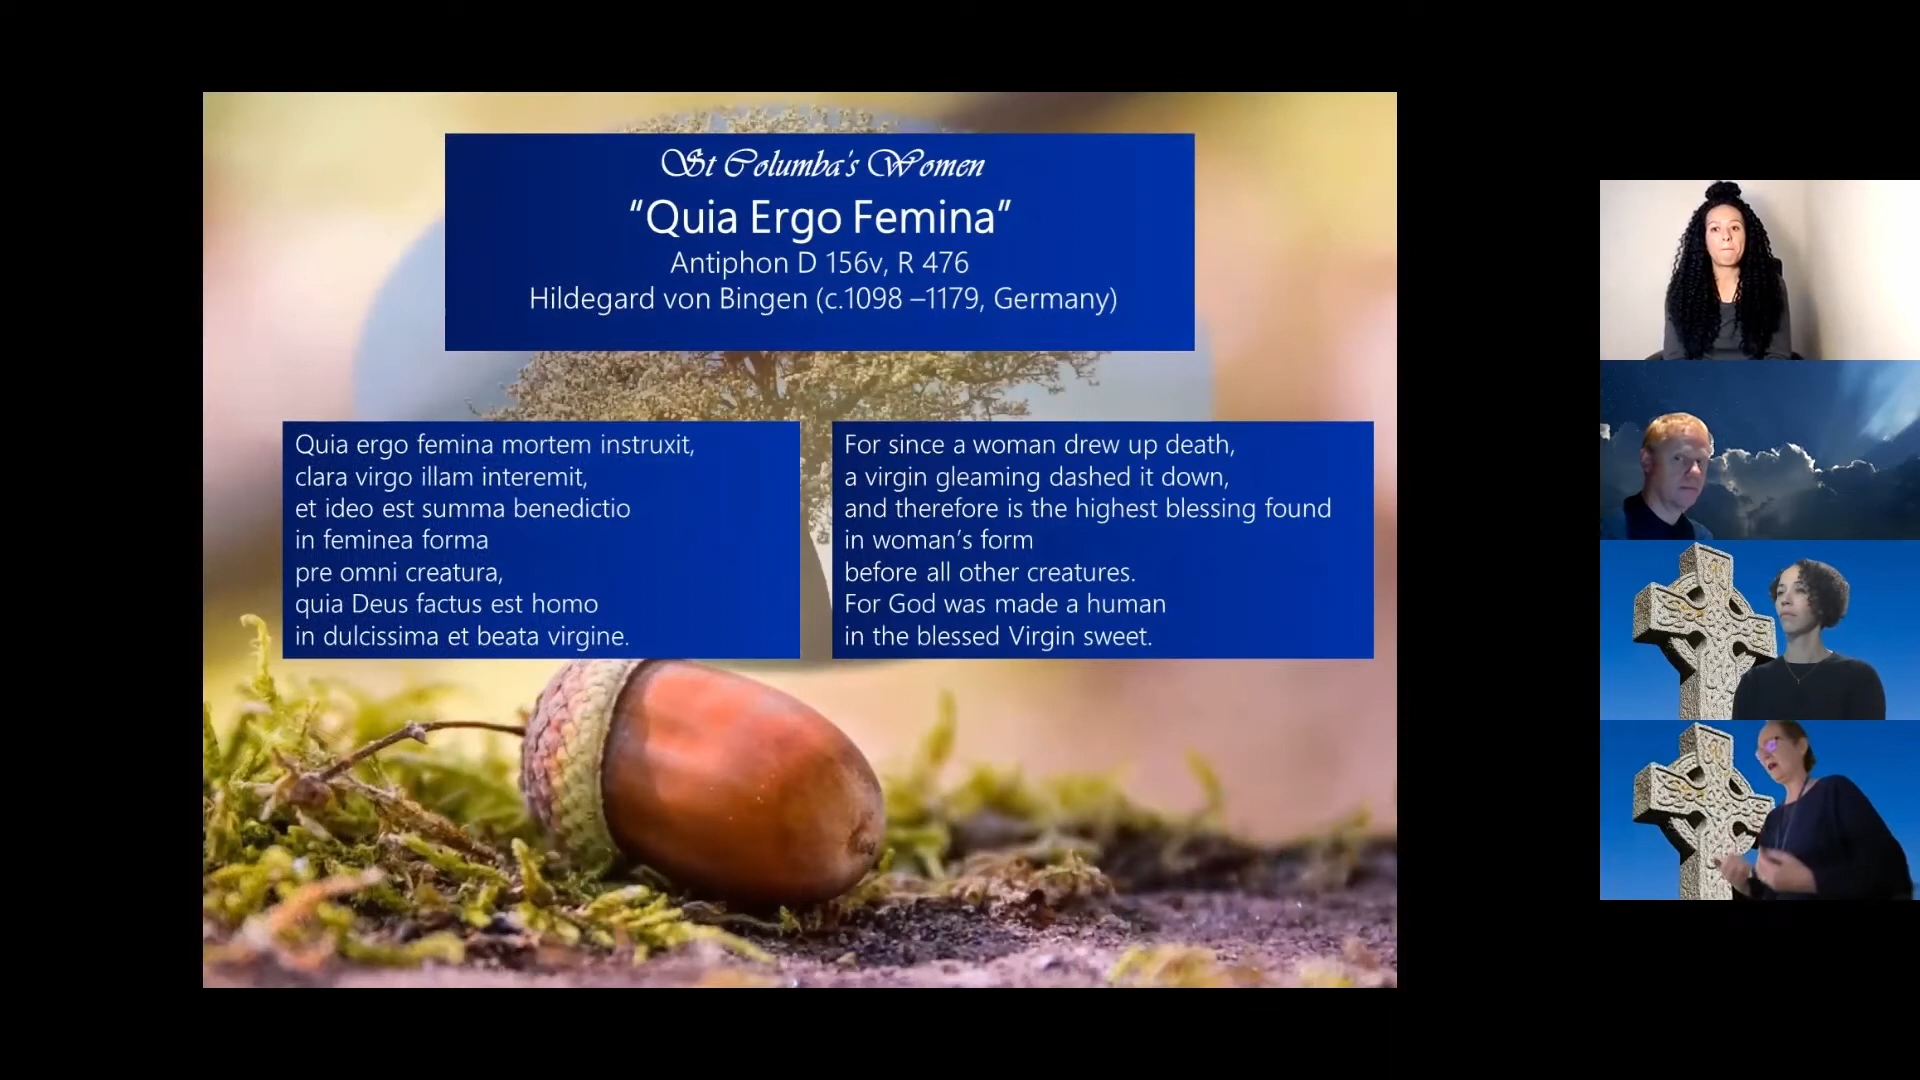 St Columba's Women
“Quia Ergo Femina”
Antiphon D 156v, R 476
Hildegard von Bingen (c.1098 –1179, Germany)
Quia ergo femina mortem instruxit,
clara virgo illam interemit,
et ideo est summa benedictio
in feminea forma
pre omni creatura,
quia Deus factus est homo
in dulcissima et beata virgine.
For since a woman drew up death,
a virgin gleaming dashed it down,
and therefore is the highest blessing found
in woman’s form
before all other creatures.
For God was made a human
in the blessed Virgin sweet.